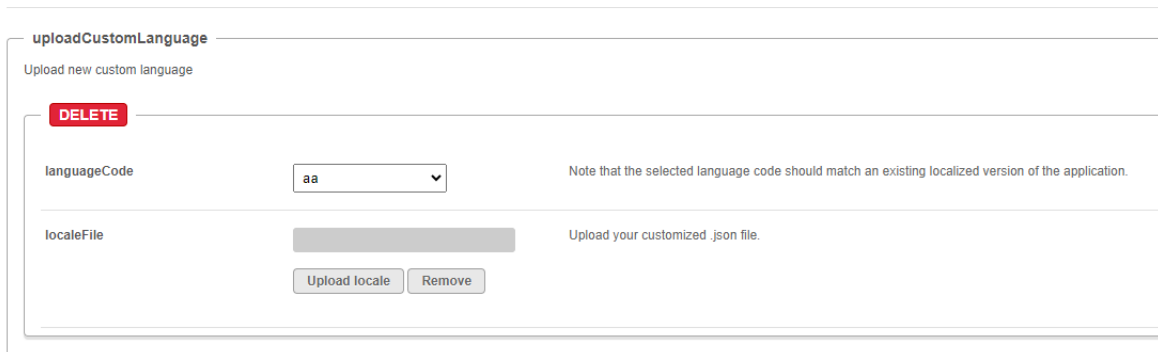 uploadCustomLanguage
Upload new custom language
DELETE
languageCode
aa
Note that the selected language code should match an existing localized version of the application.
localeFile
Upload your customized .json file.
Upload locale
Remove